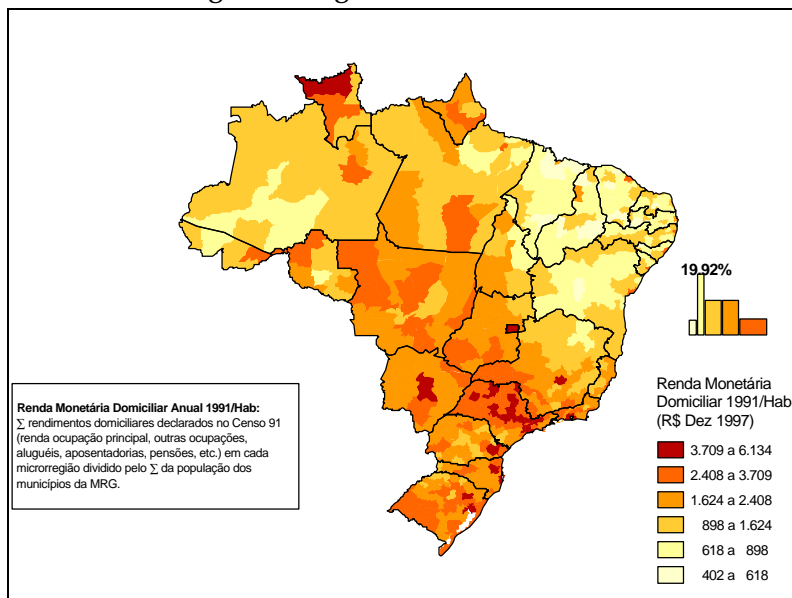 19.92%
Renda Monetária Domiciliar Anual 1991/Hab:
∑ rendimentos domiciliares declarados no Censo 91
(renda ocupação principal, outras ocupações,
aluguéis, aposentadorias, pensões, etc.) em cada
microrregião dividido pelo ∑ da população dos
municípios da MRG.
Renda Monetária
Domiciliar 1991/Hab
(R$ Dez 1997)
3.709 a 6.134
2.408 a 3.709
1.624 a 2.408
898 a 1.624
618 a 898
402 a 618